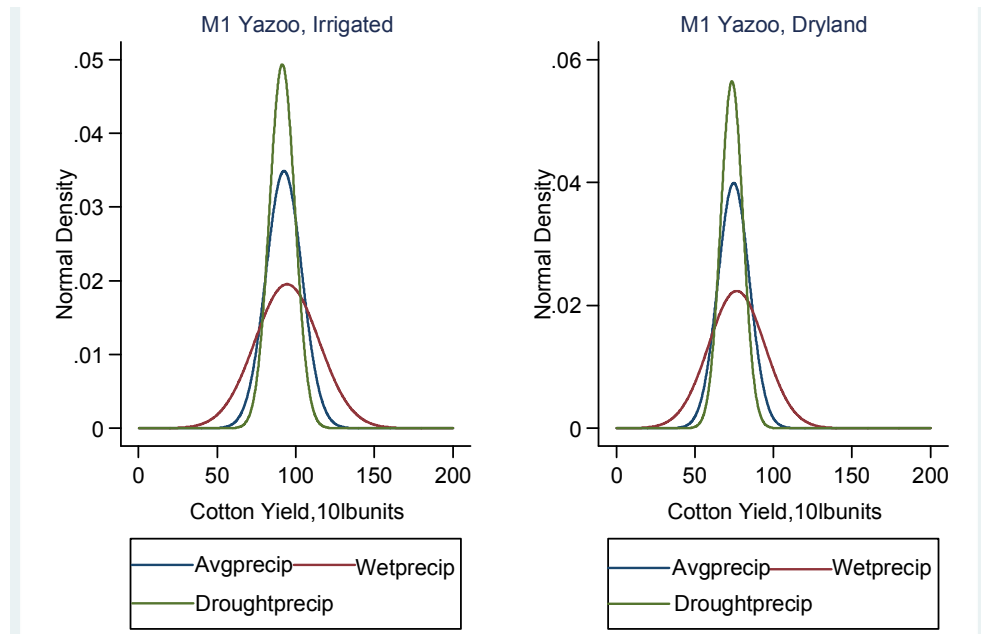 M1 Yazoo, Irrigated
.05
.04
.03
.02
.01
0
Normal Density
0 50 100 150 200
Cotton Yield,10lbunits
Avgprecip Wetprecip
Droughtprecip
M1 Yazoo, Dryland
.06
.04
.02
0
Normal Density
0 50 100 150 200
Cotton Yield,10lbunits
Avgprecip Wetprecip
Droughtprecip